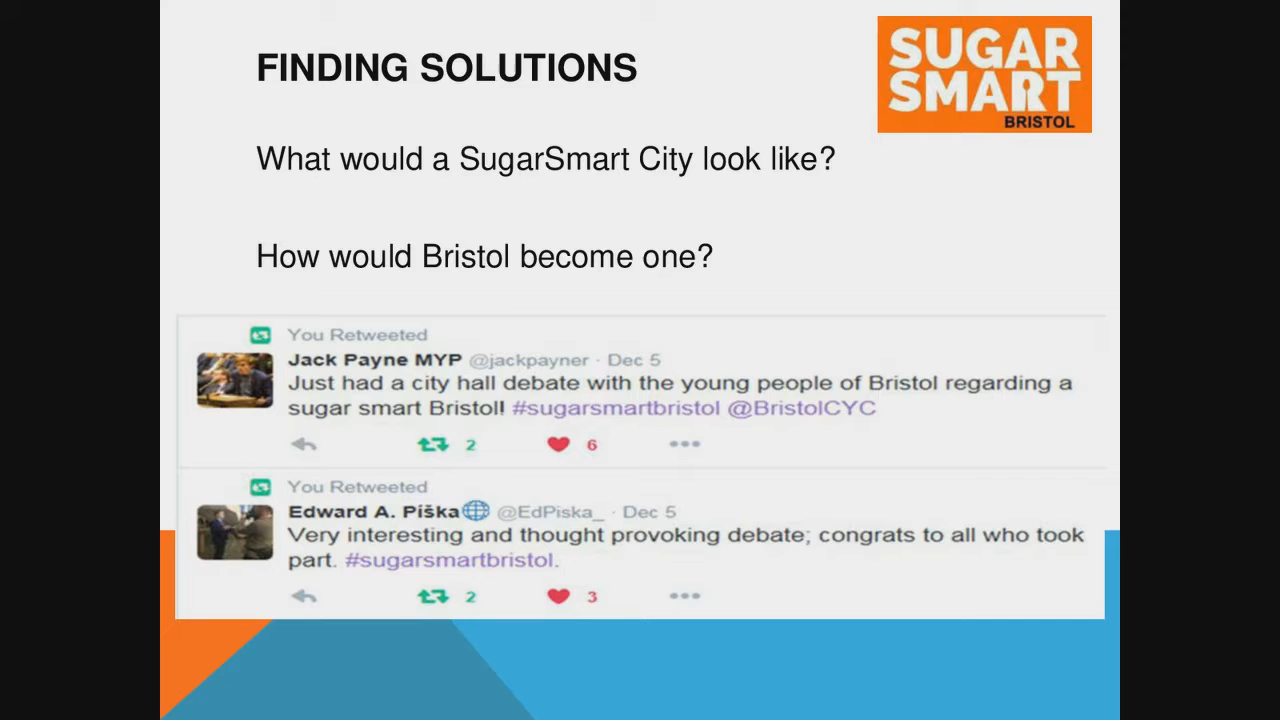 SUGAR
SMART
BRISTOL
FINDING SOLUTIONS
What would a SugarSmart City look like?
How would Bristol become one?
You Retweeted
Jack Payne MYP @jackpayner · Dec 5
Just had a city hall debate with the young people of Bristol regarding a
sugar smart Bristol! #sugarsmartbristol @BristolCYC
2 6 •••
You Retweeted
Edward A. Piška @EdPiska_ · Dec 5
Very interesting and thought provoking debate; congrats to all who took
part. #sugarsmartbristol.
2 3 •••